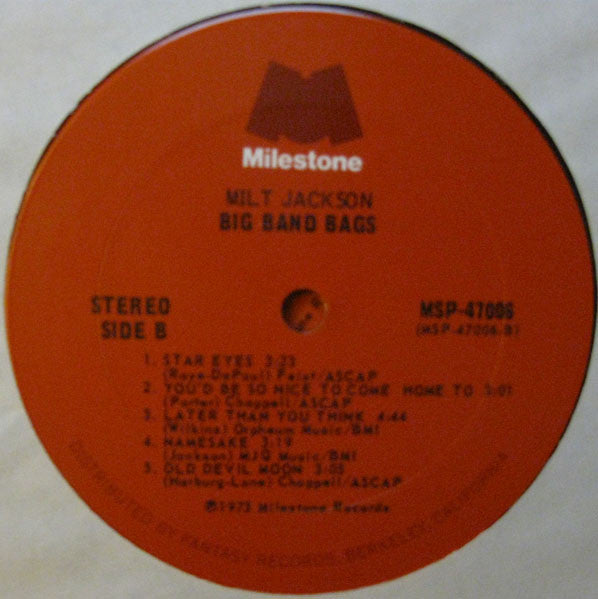 Milestone
MILT JACKSON
BIG BAND BAGS
STEREO
SIDE B
MSP-47006
(MSP-47006-B)
1. STAR EYES 3:23
(Raye-DePaul) Feist/ASCAP
2. YOU'D BE SO NICE TO COME HOME TO 3:01
(Porter) Chappell/ASCAP
3. LATER THAN YOU THINK 4:44
(Wilkins) Orpheum Music/BMI
4. NAMESAKE 3:19
(Jackson) MJQ Music/BMI
5. OLD DEVIL MOON 3:05
(Harburg-Lane) Chappell/ASCAP
℗1973 Milestone Records
DISTRIBUTED BY FANTASY RECORDS, BERKELEY, CALIFORNIA